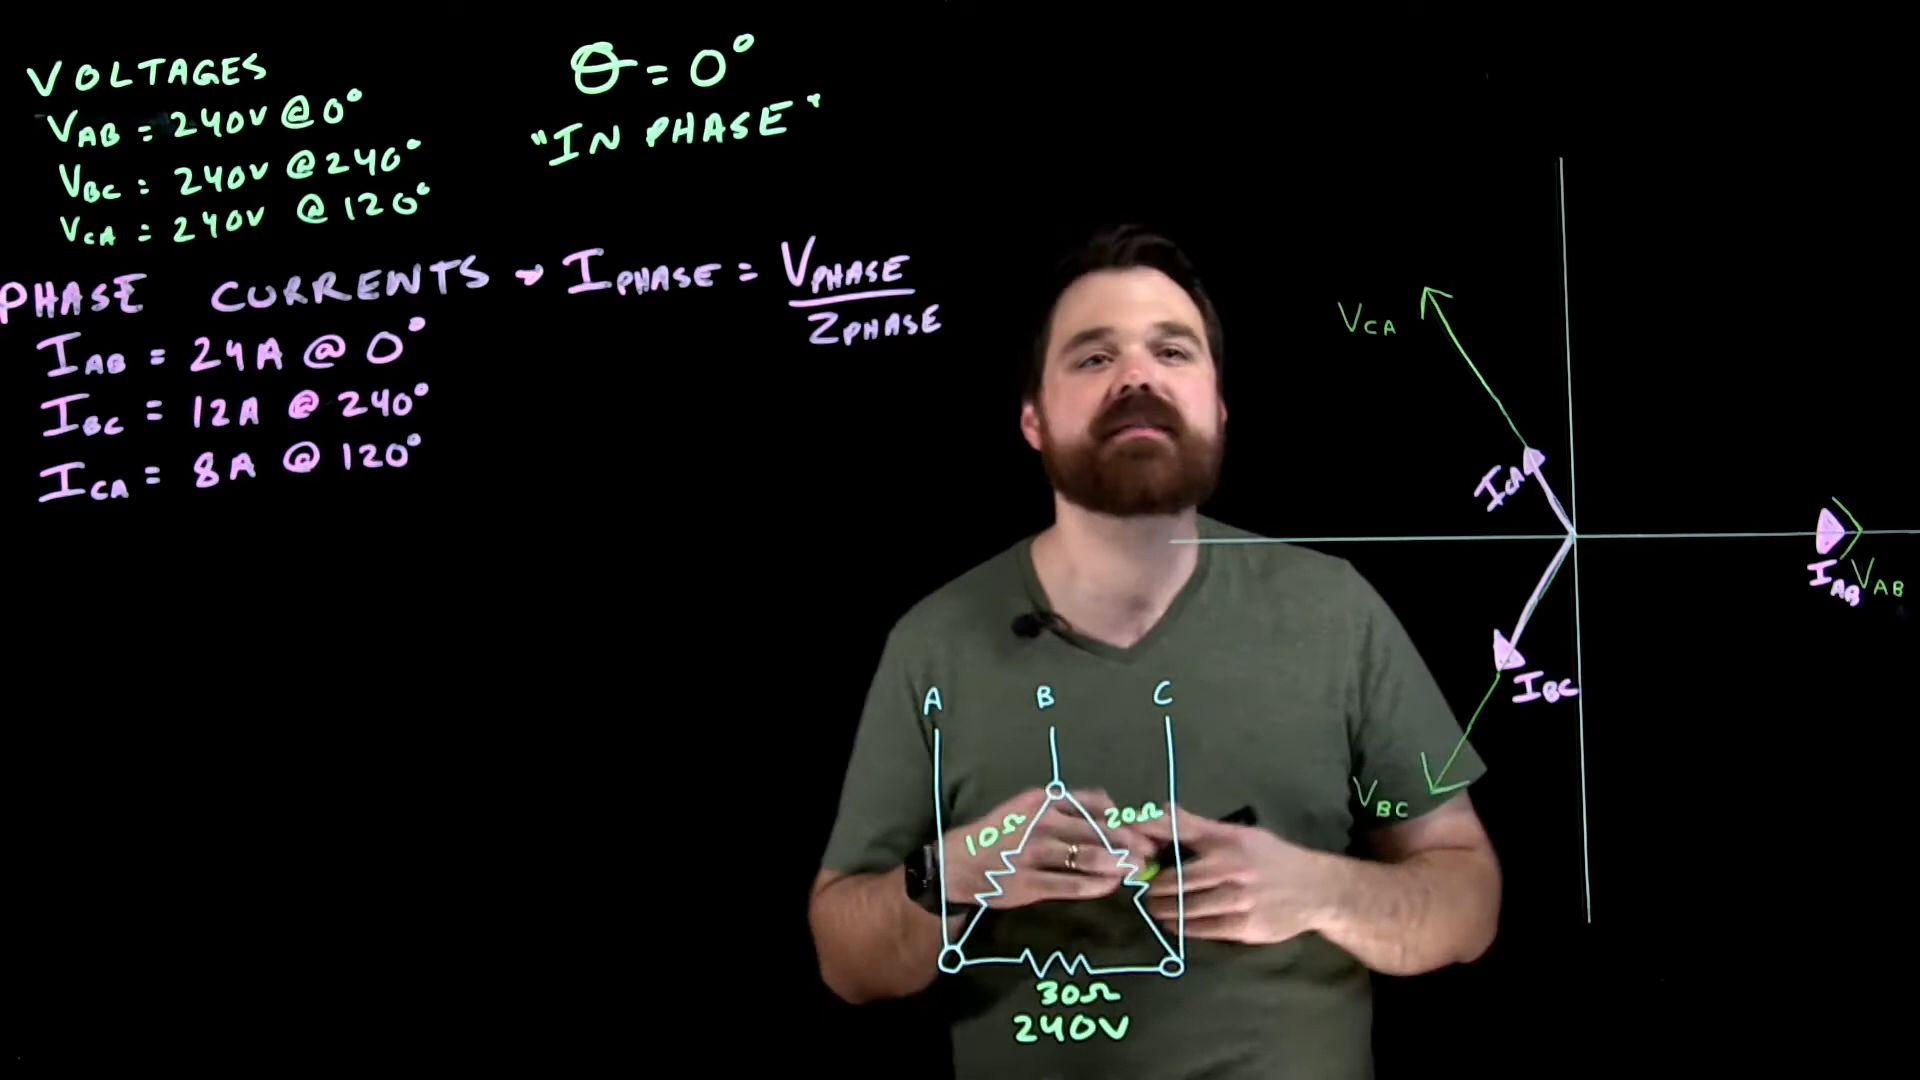 VOLTAGES
VAB = 240V @ 0°
VBC = 240V @ 240°
VCA = 240V @ 120°
θ = 0°
"IN PHASE"
PHASE CURRENTS → IPHASE = VPHASE
ZPHASE
IAB = 24A @ 0°
IBC = 12A @ 240°
ICA = 8A @ 120°
VCA
ICA
IAB
VAB
IBC
VBC
A B C
10Ω
20Ω
30Ω
240V